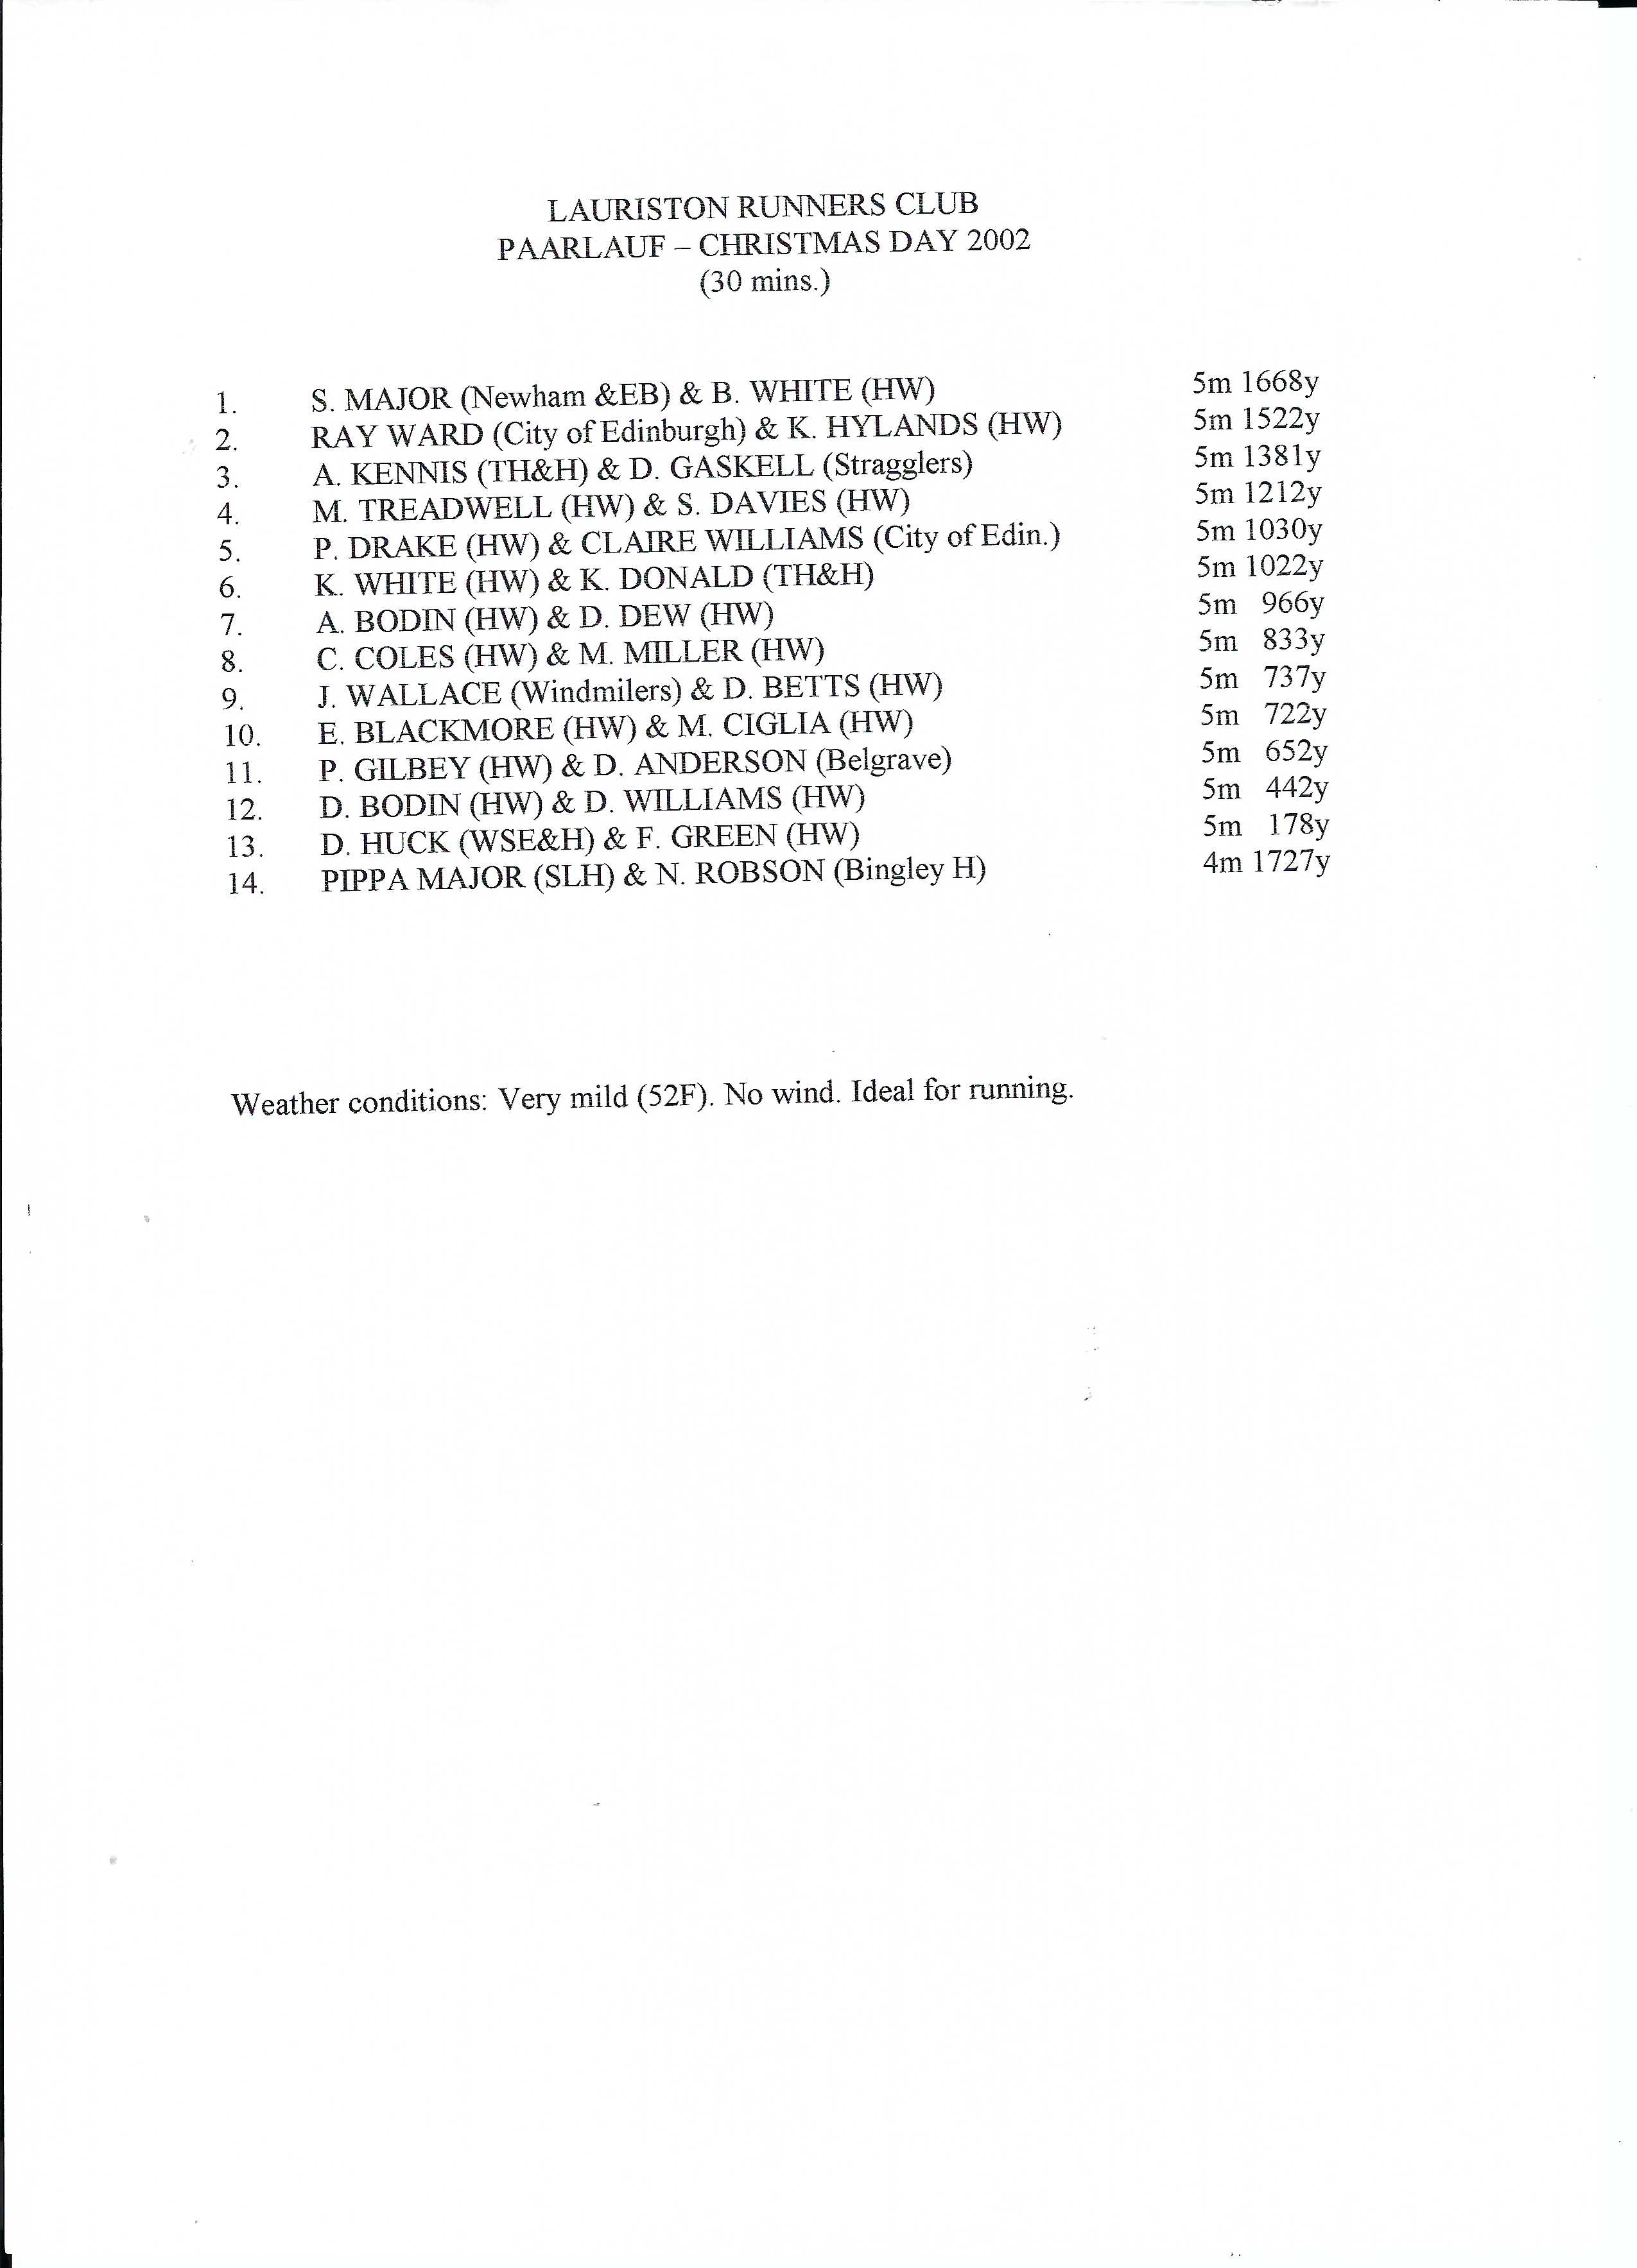 LAURISTON RUNNERS CLUB
PAARLAUF – CHRISTMAS DAY 2002
(30 mins.)
1. S. MAJOR (Newham &EB) & B. WHITE (HW) 5m 1668y
2. RAY WARD (City of Edinburgh) & K. HYLANDS (HW) 5m 1522y
3. A. KENNIS (TH&H) & D. GASKELL (Stragglers) 5m 1381y
4. M. TREADWELL (HW) & S. DAVIES (HW) 5m 1212y
5. P. DRAKE (HW) & CLAIRE WILLIAMS (City of Edin.) 5m 1030y
6. K. WHITE (HW) & K. DONALD (TH&H) 5m 1022y
7. A. BODIN (HW) & D. DEW (HW) 5m 966y
8. C. COLES (HW) & M. MILLER (HW) 5m 833y
9. J. WALLACE (Windmilers) & D. BETTS (HW) 5m 737y
10. E. BLACKMORE (HW) & M. CIGLIA (HW) 5m 722y
11. P. GILBEY (HW) & D. ANDERSON (Belgrave) 5m 652y
12. D. BODIN (HW) & D. WILLIAMS (HW) 5m 442y
13. D. HUCK (WSE&H) & F. GREEN (HW) 5m 178y
14. PIPPA MAJOR (SLH) & N. ROBSON (Bingley H) 4m 1727y
Weather conditions: Very mild (52F). No wind. Ideal for running.